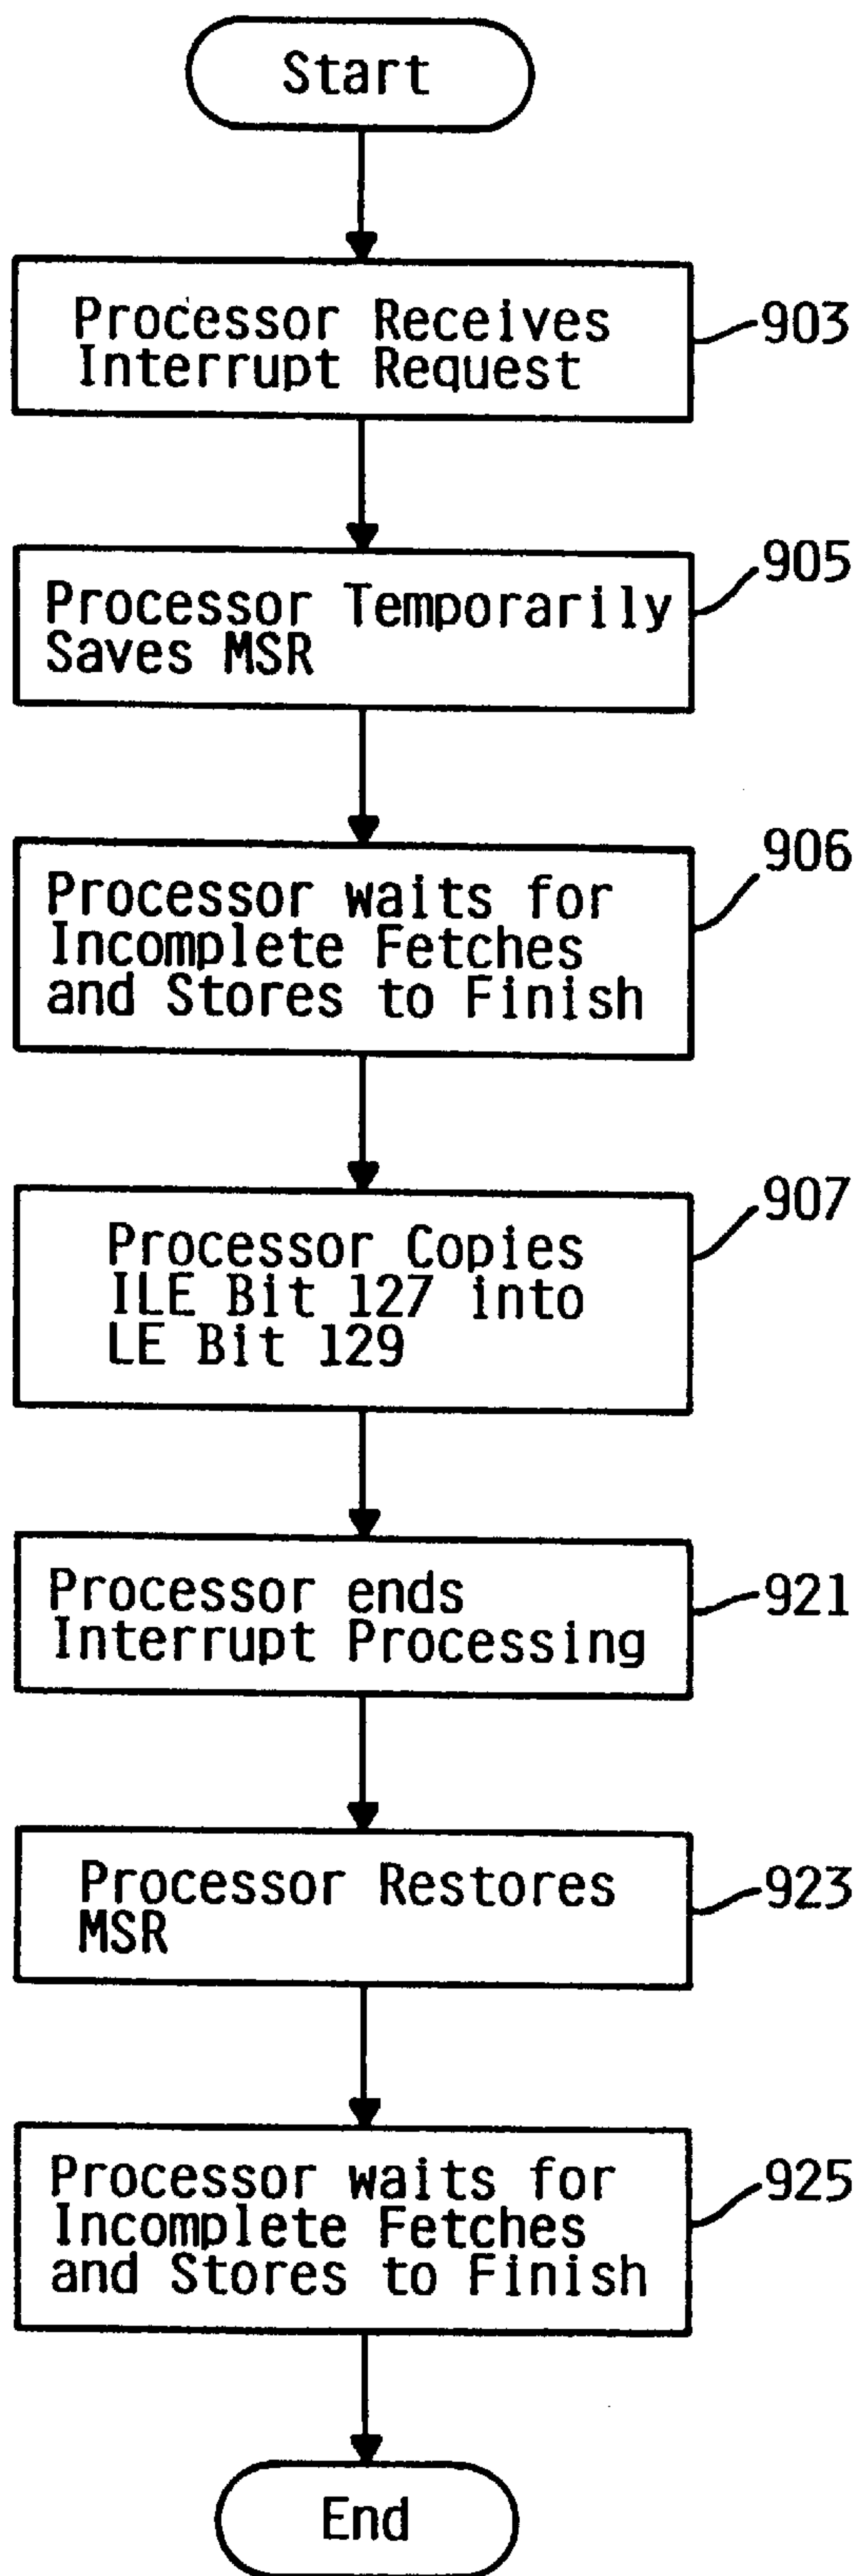 Start
Processor Receives
Interrupt Request
903
Processor Temporarily
Saves MSR
905
Processor waits for
Incomplete Fetches
and Stores to Finish
906
Processor Copies
ILE Bit 127 into
LE Bit 129
907
Processor ends
Interrupt Processing
921
Processor Restores
MSR
923
Processor waits for
Incomplete Fetches
and Stores to Finish
925
End